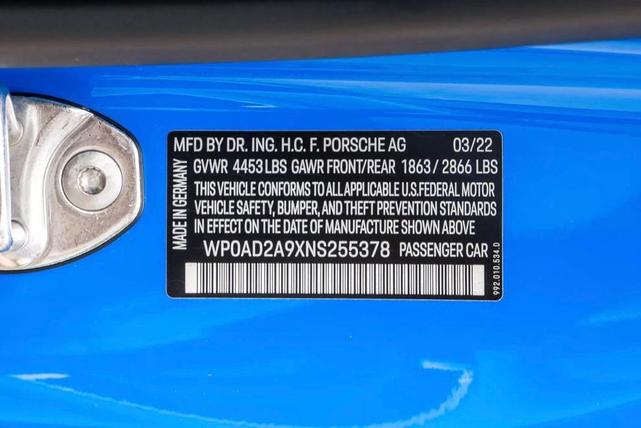 MFD BY DR. ING. H.C. F. PORSCHE AG 03/22
GVWR 4453 LBS GAWR FRONT/REAR 1863 / 2866 LBS
THIS VEHICLE CONFORMS TO ALL APPLICABLE U.S. FEDERAL MOTOR
VEHICLE SAFETY, BUMPER, AND THEFT PREVENTION STANDARDS
IN EFFECT ON THE DATE OF MANUFACTURE SHOWN ABOVE
WP0AD2A9XNS255378 PASSENGER CAR
MADE IN GERMANY
992.010.534.D